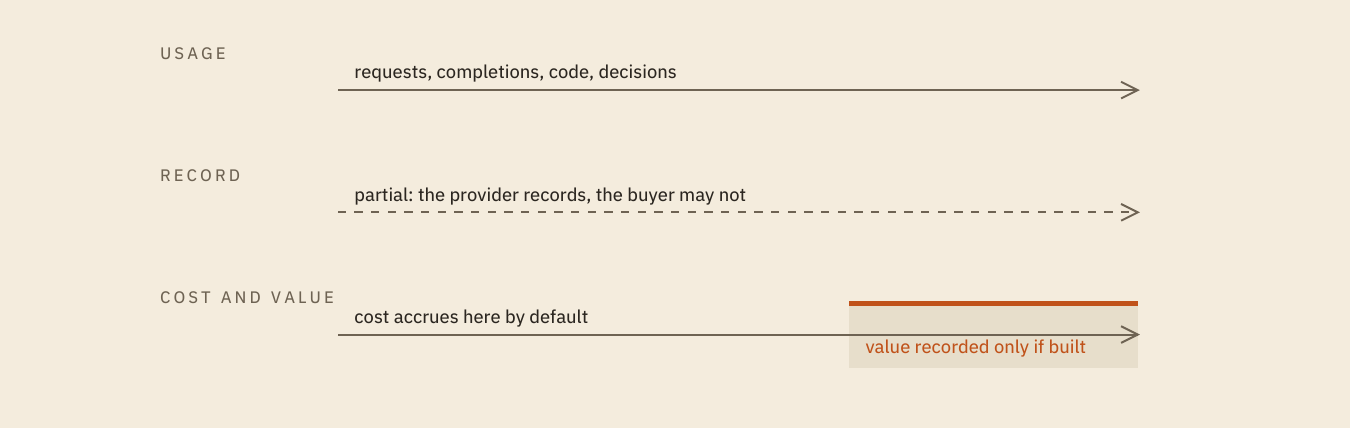 USAGE
requests, completions, code, decisions
RECORD
partial: the provider records, the buyer may not
COST AND VALUE
cost accrues here by default
value recorded only if built